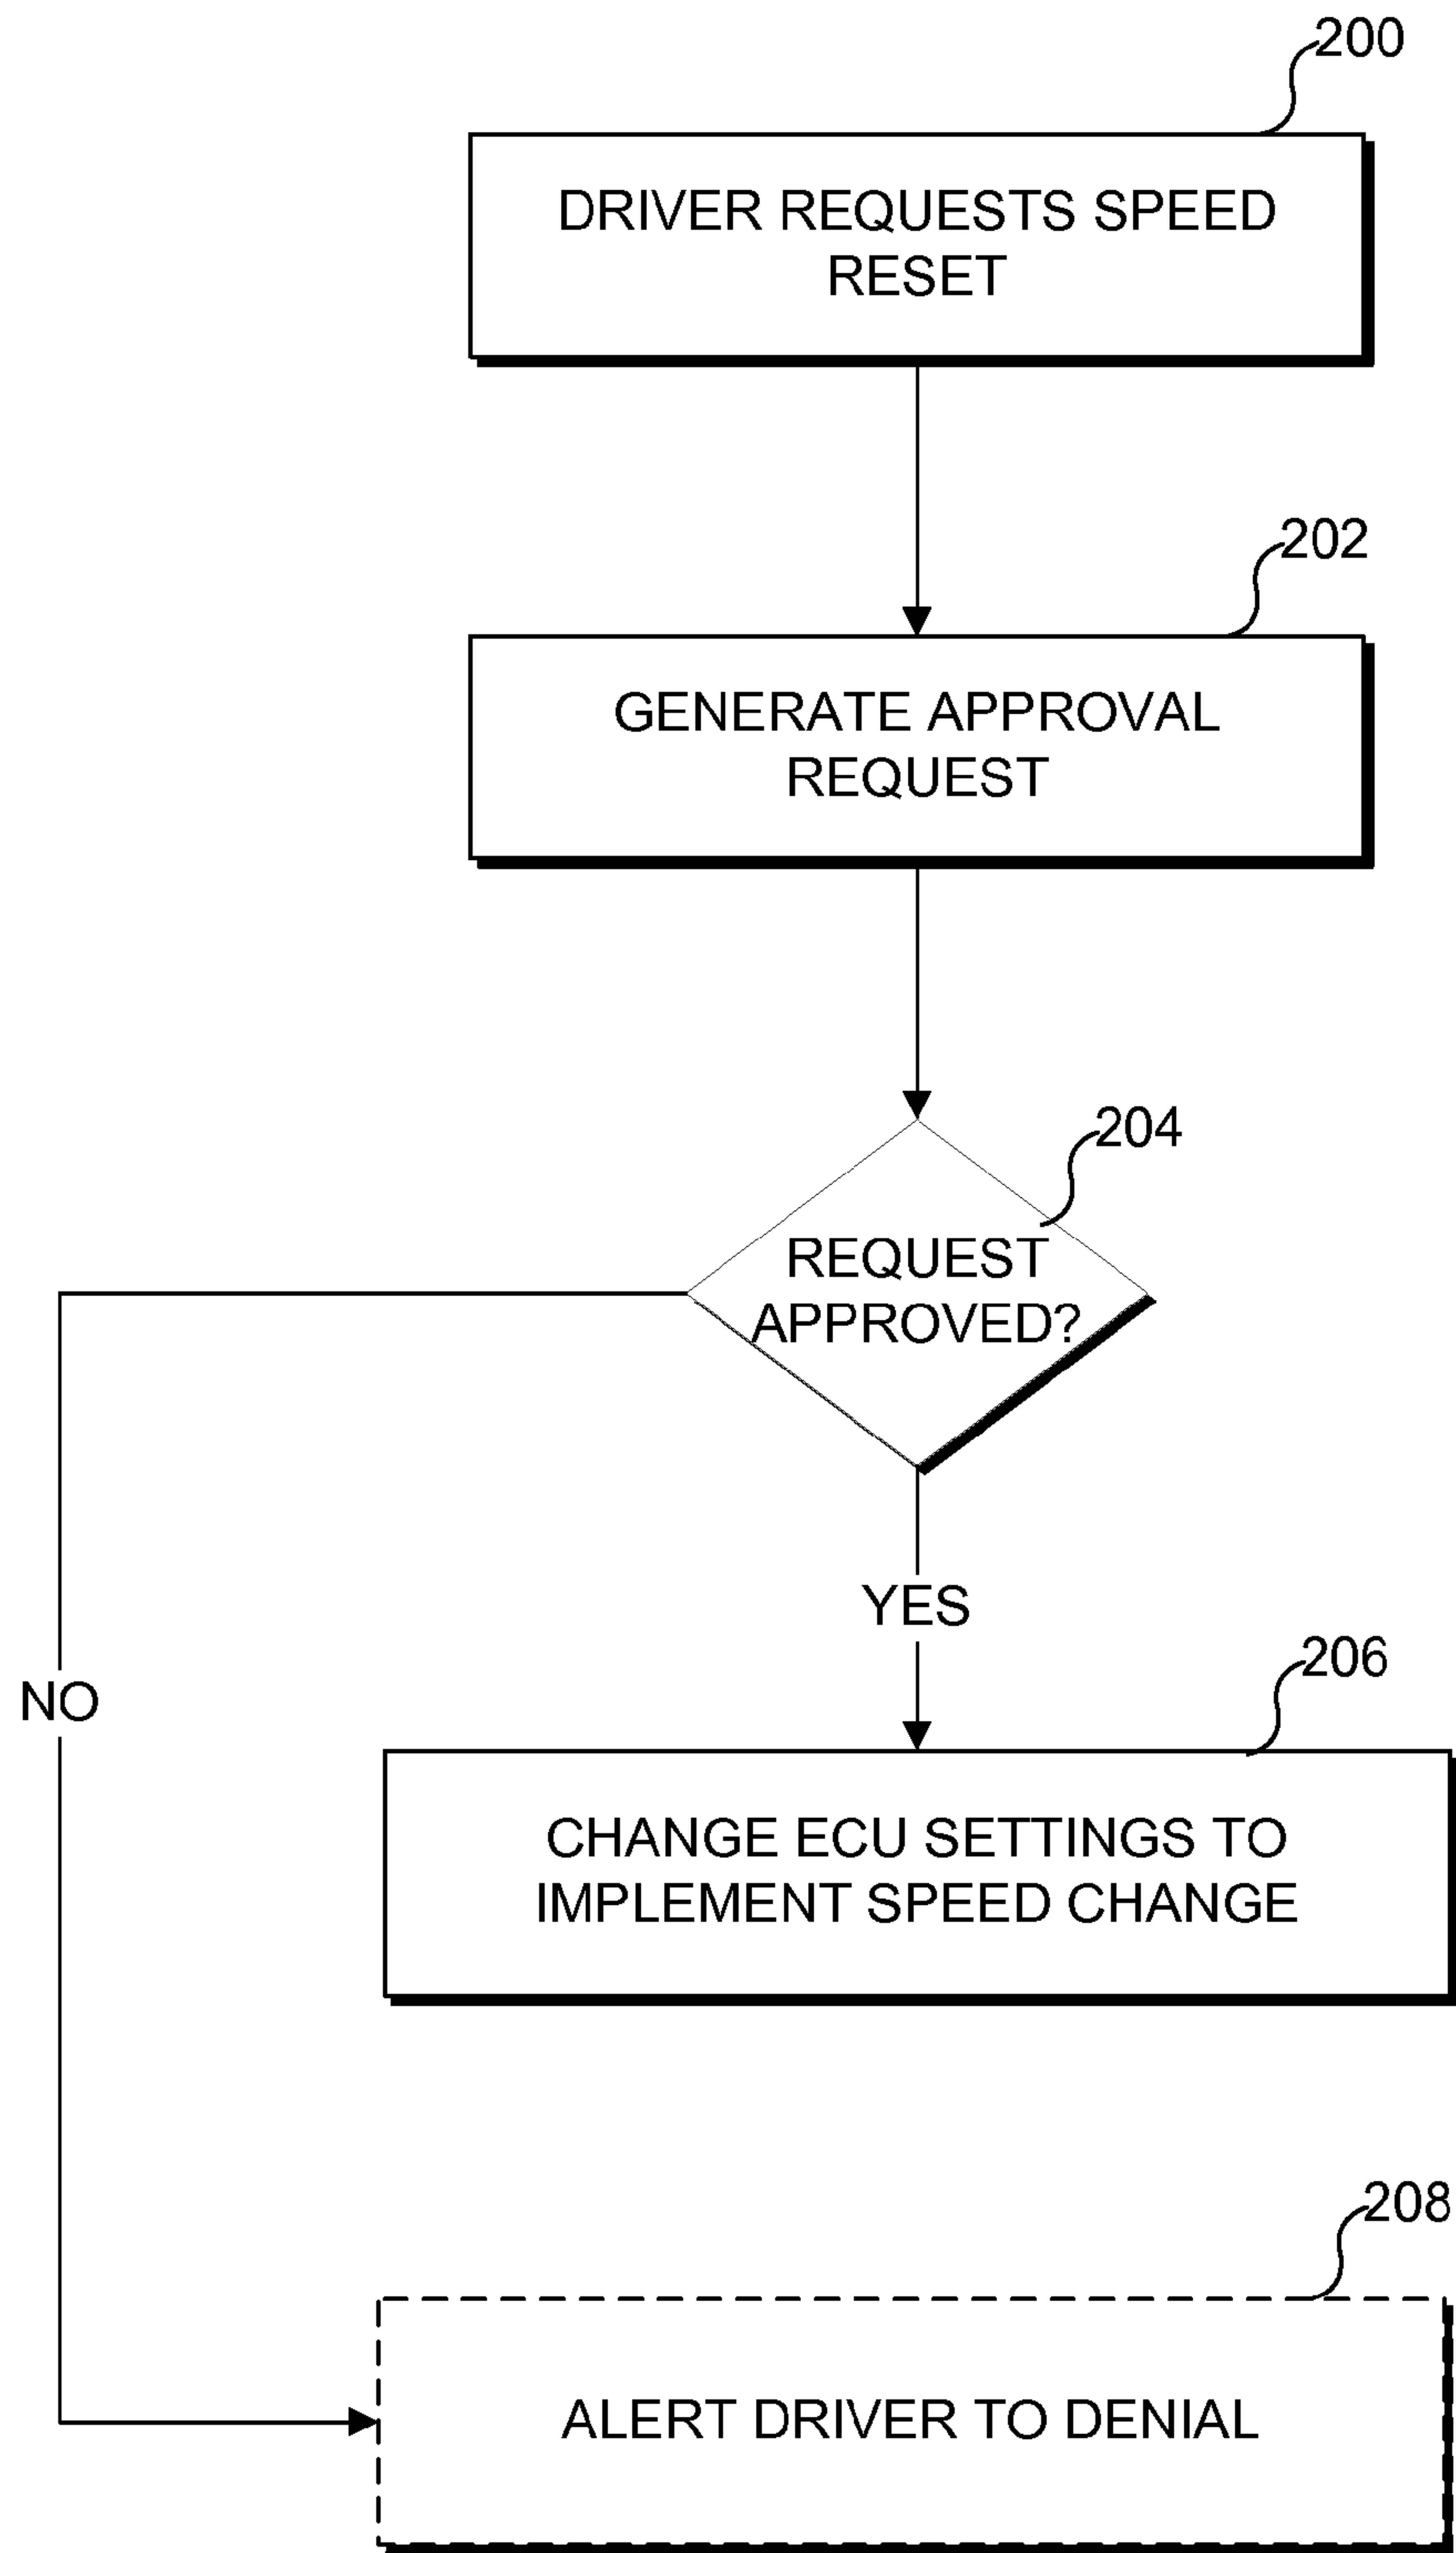 200
DRIVER REQUESTS SPEED
RESET
202
GENERATE APPROVAL
REQUEST
204
REQUEST
APPROVED?
YES
NO
206
CHANGE ECU SETTINGS TO
IMPLEMENT SPEED CHANGE
208
ALERT DRIVER TO DENIAL